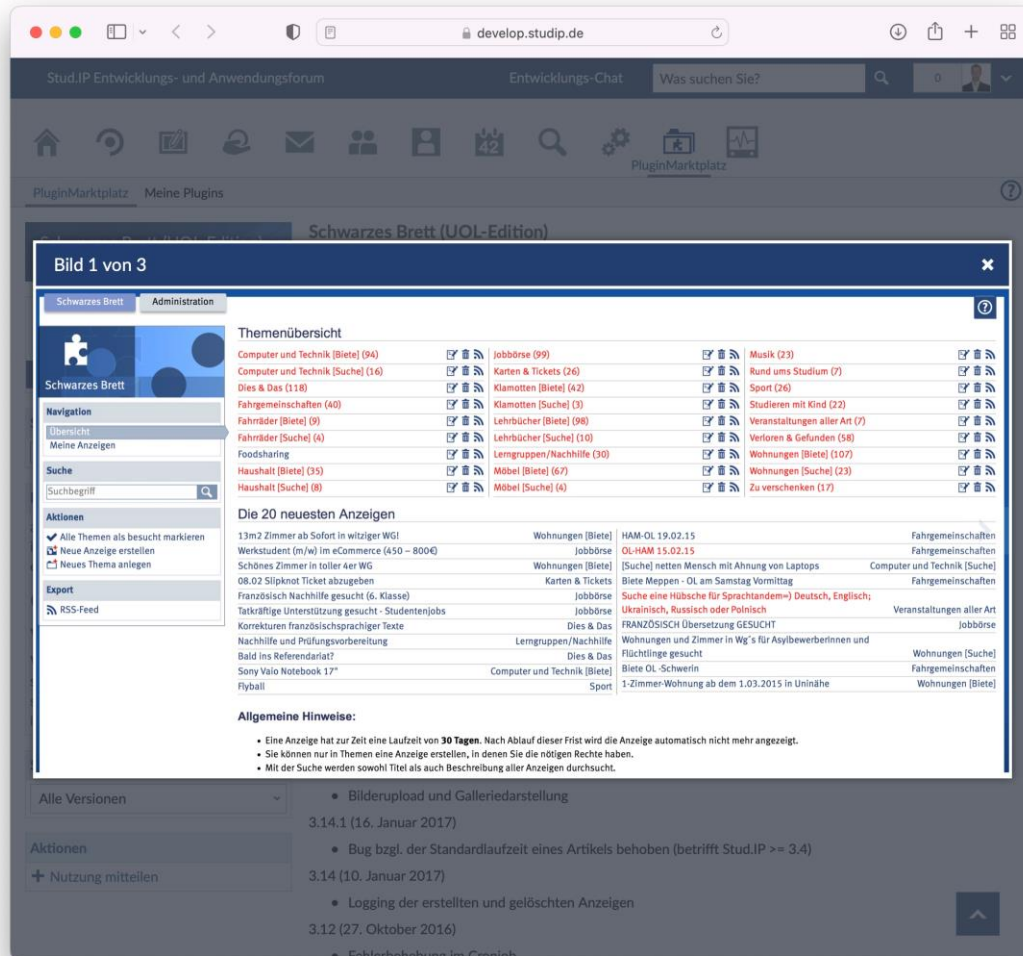 develop.studip.de
Stud.IP Entwicklungs- und Anwendungsforum
Entwicklungs-Chat
Was suchen Sie?
0
42
PluginMarktplatz
PluginMarktplatz
Meine Plugins
Schwarzes Brett (UOL-Edition)
Bild 1 von 3
Schwarzes Brett
Administration
Schwarzes Brett
Navigation
Übersicht
Meine Anzeigen
Suche
Suchbegriff
Aktionen
Alle Themen als besucht markieren
Neue Anzeige erstellen
Neues Thema anlegen
Export
RSS-Feed
Themenübersicht
Computer und Technik [Biete] (94)
Computer und Technik [Suche] (16)
Dies & Das (118)
Fahrgemeinschaften (40)
Fahrräder [Biete] (9)
Fahrräder [Suche] (4)
Foodsharing
Haushalt [Biete] (35)
Haushalt [Suche] (8)
Jobbörse (99)
Karten & Tickets (26)
Klamotten [Biete] (42)
Klamotten [Suche] (3)
Lehrbücher [Biete] (98)
Lehrbücher [Suche] (10)
Lerngruppen/Nachhilfe (30)
Möbel [Biete] (67)
Möbel [Suche] (4)
Musik (23)
Rund ums Studium (7)
Sport (26)
Studieren mit Kind (22)
Veranstaltungen aller Art (7)
Verloren & Gefunden (58)
Wohnungen [Biete] (107)
Wohnungen [Suche] (23)
Zu verschenken (17)
Die 20 neuesten Anzeigen
13m2 Zimmer ab Sofort in witziger WG! Wohnungen [Biete]
Werkstudent (m/w) im eCommerce (450 – 800€) Jobbörse
Schönes Zimmer in toller 4er WG Wohnungen [Biete]
08.02 Slipknot Ticket abzugeben Karten & Tickets
Französisch Nachhilfe gesucht (6. Klasse) Jobbörse
Tatkräftige Unterstützung gesucht - Studentenjobs Jobbörse
Korrekturen französischsprachiger Texte Dies & Das
Nachhilfe und Prüfungsvorbereitung Lerngruppen/Nachhilfe
Bald ins Referendariat? Dies & Das
Sony Vaio Notebook 17" Computer und Technik [Biete]
Flyball Sport
HAM-OL 19.02.15 Fahrgemeinschaften
OL-HAM 15.02.15 Fahrgemeinschaften
[Suche] netten Mensch mit Ahnung von Laptops Computer und Technik [Suche]
Biete Meppen - OL am Samstag Vormittag Fahrgemeinschaften
Suche eine Hübsche für Sprachtandem=) Deutsch, Englisch;
Ukrainisch, Russisch oder Polnisch Veranstaltungen aller Art
FRANZÖSISCH Übersetzung GESUCHT Jobbörse
Wohnungen und Zimmer in Wg´s für AsylbewerberInnen und
Flüchtlinge gesucht Wohnungen [Suche]
Biete OL -Schwerin Fahrgemeinschaften
1-Zimmer-Wohnung ab dem 1.03.2015 in Uninähe Wohnungen [Biete]
Allgemeine Hinweise:
• Eine Anzeige hat zur Zeit eine Laufzeit von 30 Tagen. Nach Ablauf dieser Frist wird die Anzeige automatisch nicht mehr angezeigt.
• Sie können nur in Themen eine Anzeige erstellen, in denen Sie die nötigen Rechte haben.
• Mit der Suche werden sowohl Titel als auch Beschreibung aller Anzeigen durchsucht.
Alle Versionen
Aktionen
Nutzung mitteilen
• Bilderupload und Galleriedarstellung
3.14.1 (16. Januar 2017)
• Bug bzgl. der Standardlaufzeit eines Artikels behoben (betrifft Stud.IP >= 3.4)
3.14 (10. Januar 2017)
• Logging der erstellten und gelöschten Anzeigen
3.12 (27. Oktober 2016)
• Fehlerbehebung im Cronjob